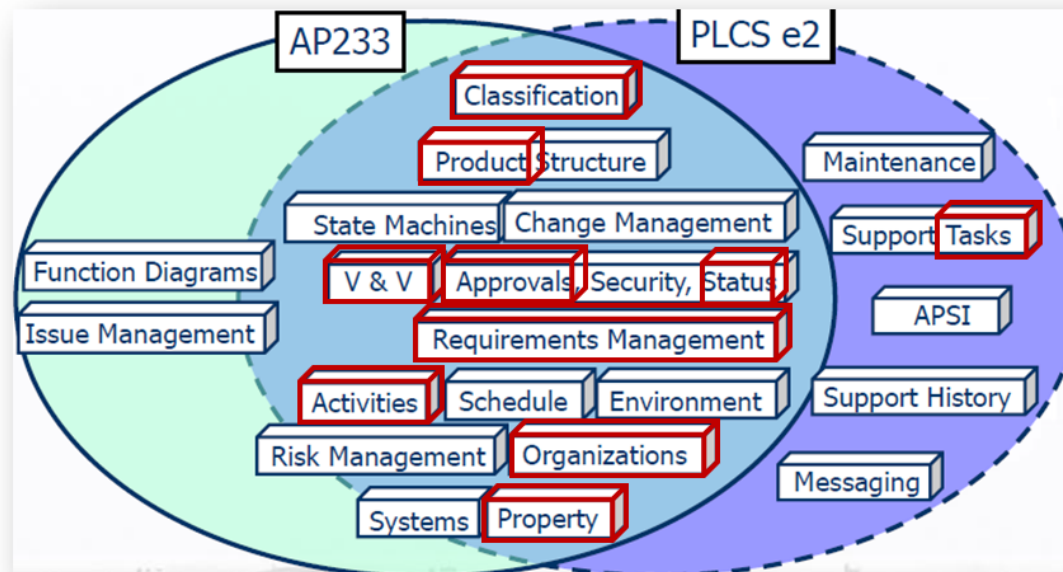 AP233
PLCS e2
Classification
Product Structure
Maintenance
State Machines
Change Management
Support Tasks
Function Diagrams
V & V
Approvals, Security, Status
APSI
Issue Management
Requirements Management
Activities
Schedule
Environment
Support History
Risk Management
Organizations
Messaging
Systems
Property